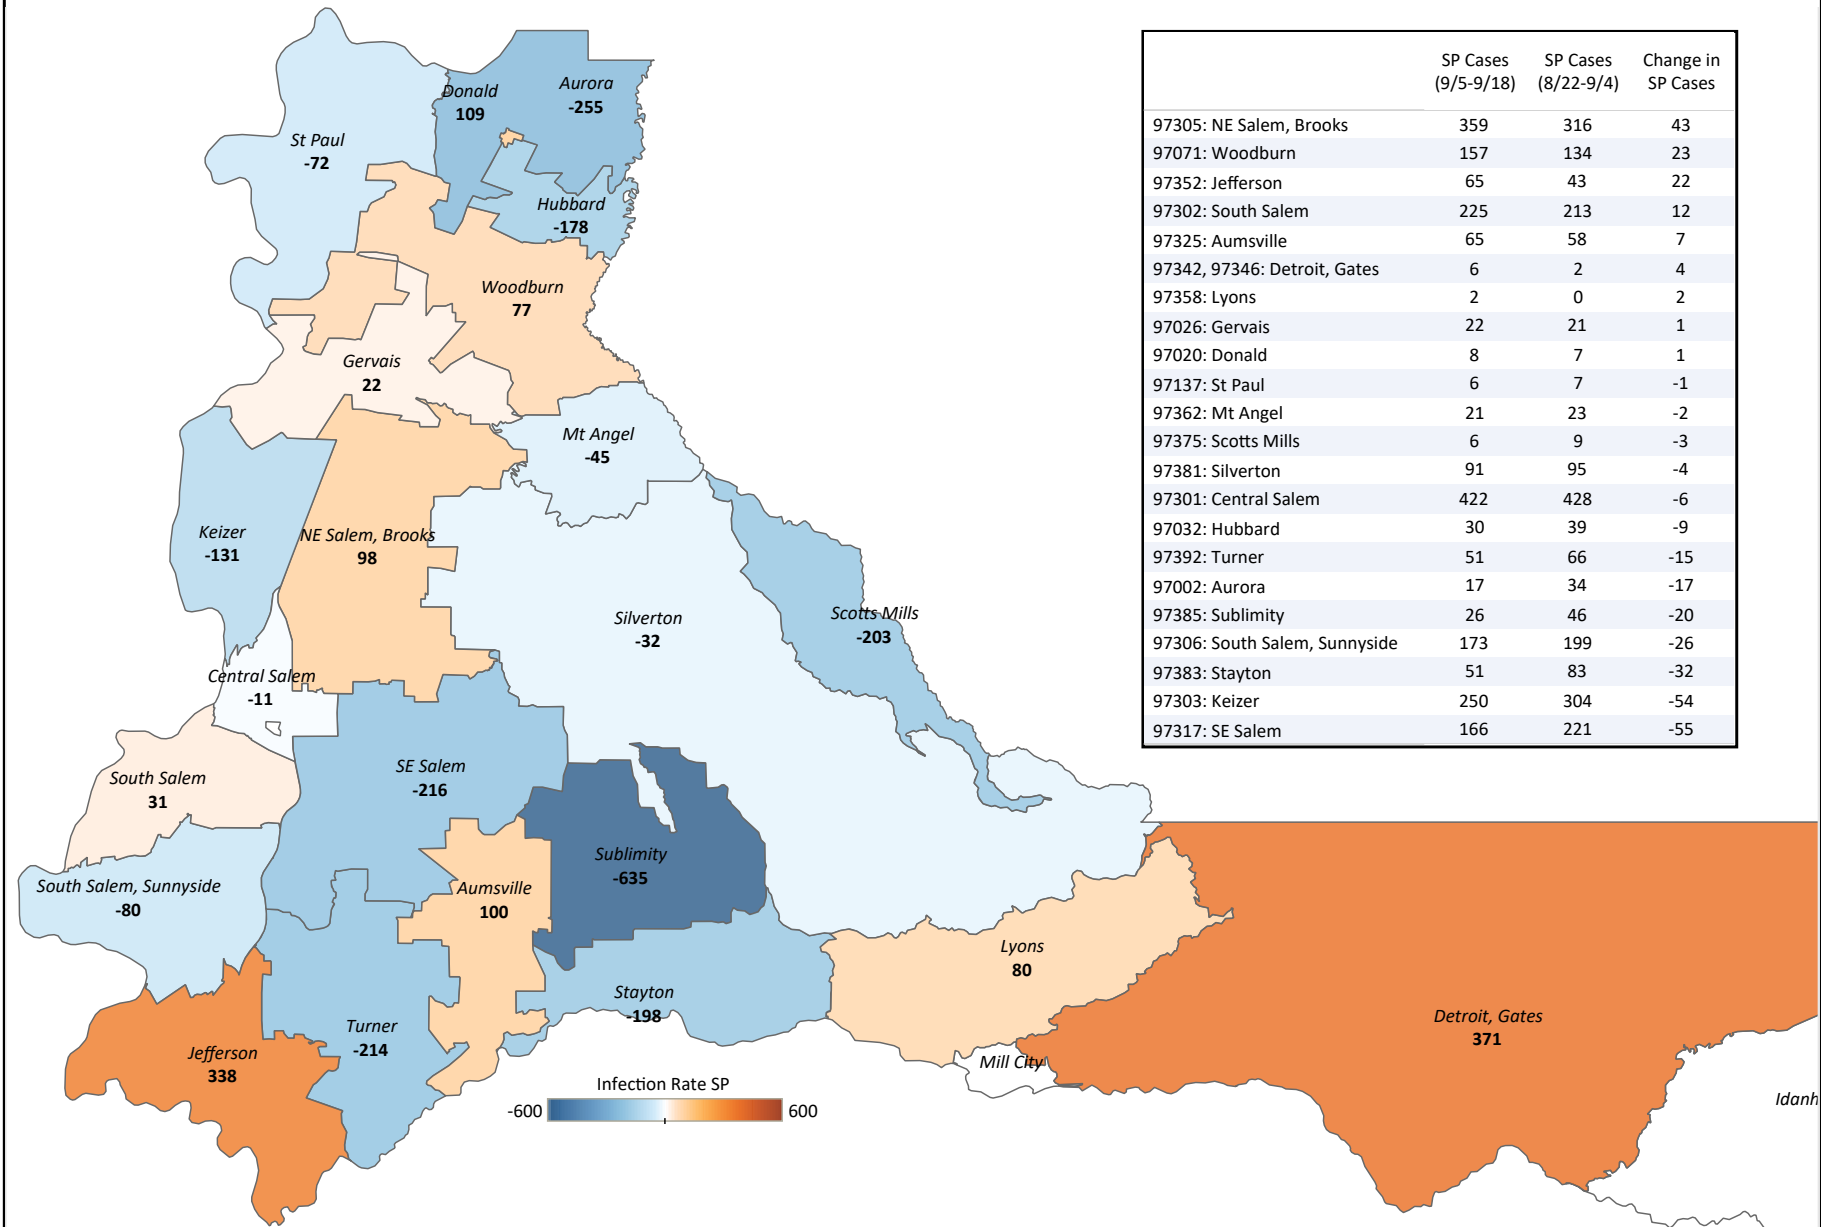 Donald
109
Aurora
-255
St Paul
-72
Hubbard
-178
Woodburn
77
Gervais
22
Mt Angel
-45
Keizer
-131
NE Salem, Brooks
98
Silverton
-32
Scotts Mills
-203
Central Salem
-11
South Salem
31
SE Salem
-216
Sublimity
-635
South Salem, Sunnyside
-80
Aumsville
100
Lyons
80
Stayton
-198
Turner
-214
Jefferson
338
Detroit, Gates
371
Mill City
Idanh
Infection Rate SP
-600 600
SP Cases SP Cases Change in
(9/5-9/18) (8/22-9/4) SP Cases
97305: NE Salem, Brooks 359 316 43
97071: Woodburn 157 134 23
97352: Jefferson 65 43 22
97302: South Salem 225 213 12
97325: Aumsville 65 58 7
97342, 97346: Detroit, Gates 6 2 4
97358: Lyons 2 0 2
97026: Gervais 22 21 1
97020: Donald 8 7 1
97137: St Paul 6 7 -1
97362: Mt Angel 21 23 -2
97375: Scotts Mills 6 9 -3
97381: Silverton 91 95 -4
97301: Central Salem 422 428 -6
97032: Hubbard 30 39 -9
97392: Turner 51 66 -15
97002: Aurora 17 34 -17
97385: Sublimity 26 46 -20
97306: South Salem, Sunnyside 173 199 -26
97383: Stayton 51 83 -32
97303: Keizer 250 304 -54
97317: SE Salem 166 221 -55